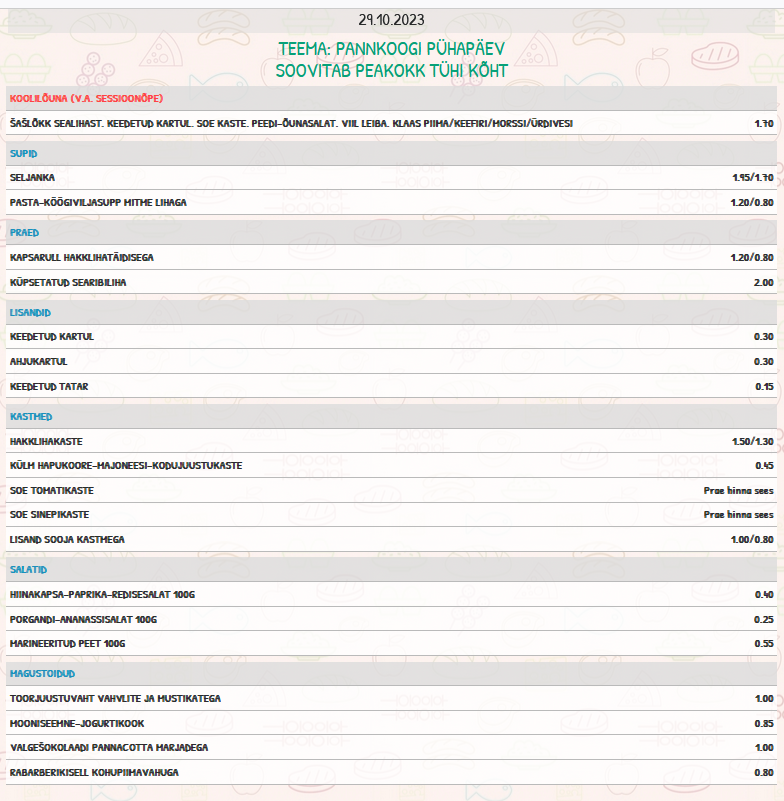 29.10.2023
TEEMA: PANNKOOGI PÜHAPÄEV
SOOVITAB PEAKOKK TÜHI KÕHT
KOOLILÕUNA (V.A. SESSIOONÕPE)
ŠAŠLÕKK SEALIHAST. KEEDETUD KARTUL. SOE KASTE. PEEDI-ÕUNASALAT. VIIL LEIBA. KLAAS PIIMA/KEEFIRI/MORSSI/ÜRDIVESI 1.70
SUPID
SELJANKA 1.95/1.70
PASTA-KÖÖGIVILJASUPP MITME LIHAGA 1.20/0.80
PRAED
KAPSARULL HAKKLIHATÄIDISEGA 1.20/0.80
KÜPSETATUD SEARIBILIHA 2.00
LISANDID
KEEDETUD KARTUL 0.30
AHJUKARTUL 0.30
KEEDETUD TATAR 0.15
KASTMED
HAKKLIHAKASTE 1.50/1.30
KÜLM HAPUKOORE-MAJONEESI-KODUJUUSTUKASTE 0.45
SOE TOMATIKASTE Prae hinna sees
SOE SINEPIKASTE Prae hinna sees
LISAND SOOJA KASTMEGA 1.00/0.80
SALATID
HIINAKAPSA-PAPRIKA-REDISESALAT 100G 0.40
PORGANDI-ANANASSISALAT 100G 0.25
MARINEERITUD PEET 100G 0.55
MAGUSTOIDUD
TOORJUUSTUVAHT VAHVLITE JA MUSTIKATEGA 1.00
MOONISEEMNE-JOGURTIKOOK 0.85
VALGEŠOKOLAADI PANNACOTTA MARJADEGA 1.00
RABARBERIKISELL KOHUPIIMAVAHUGA 0.80